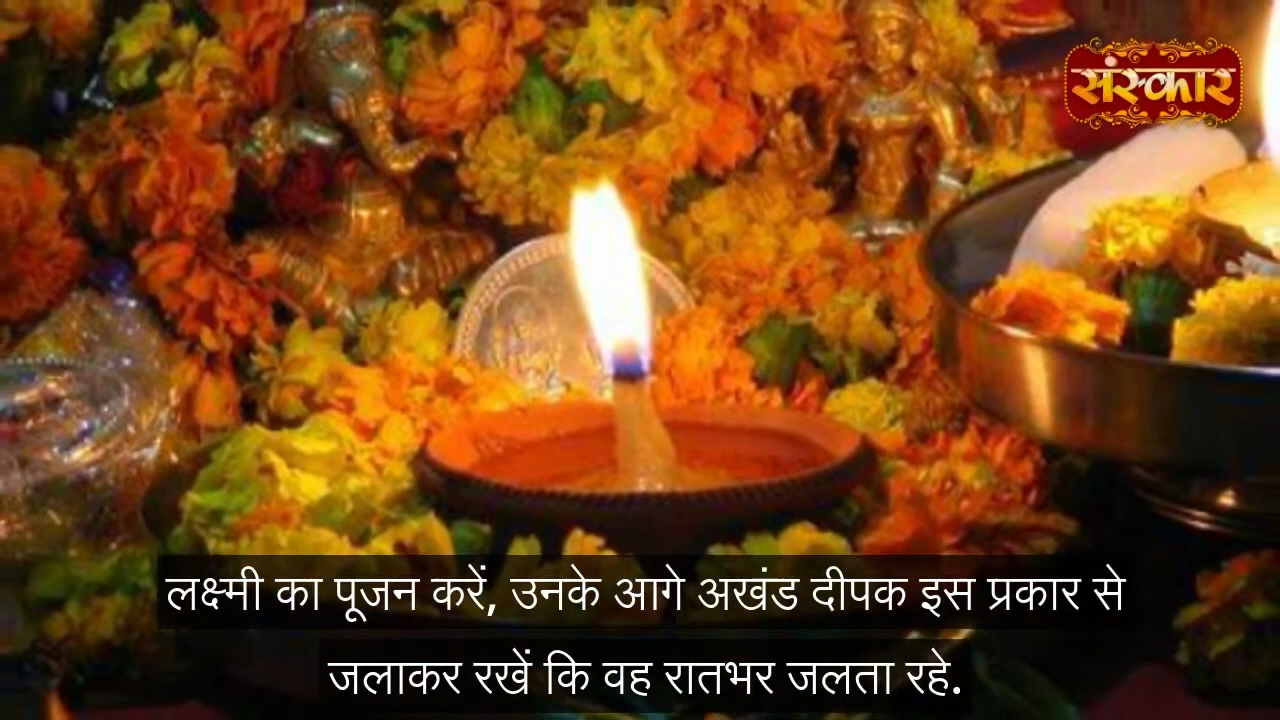 संस्कार
लक्ष्मी का पूजन करें, उनके आगे अखंड दीपक इस प्रकार से
जलाकर रखें कि वह रातभर जलता रहे.